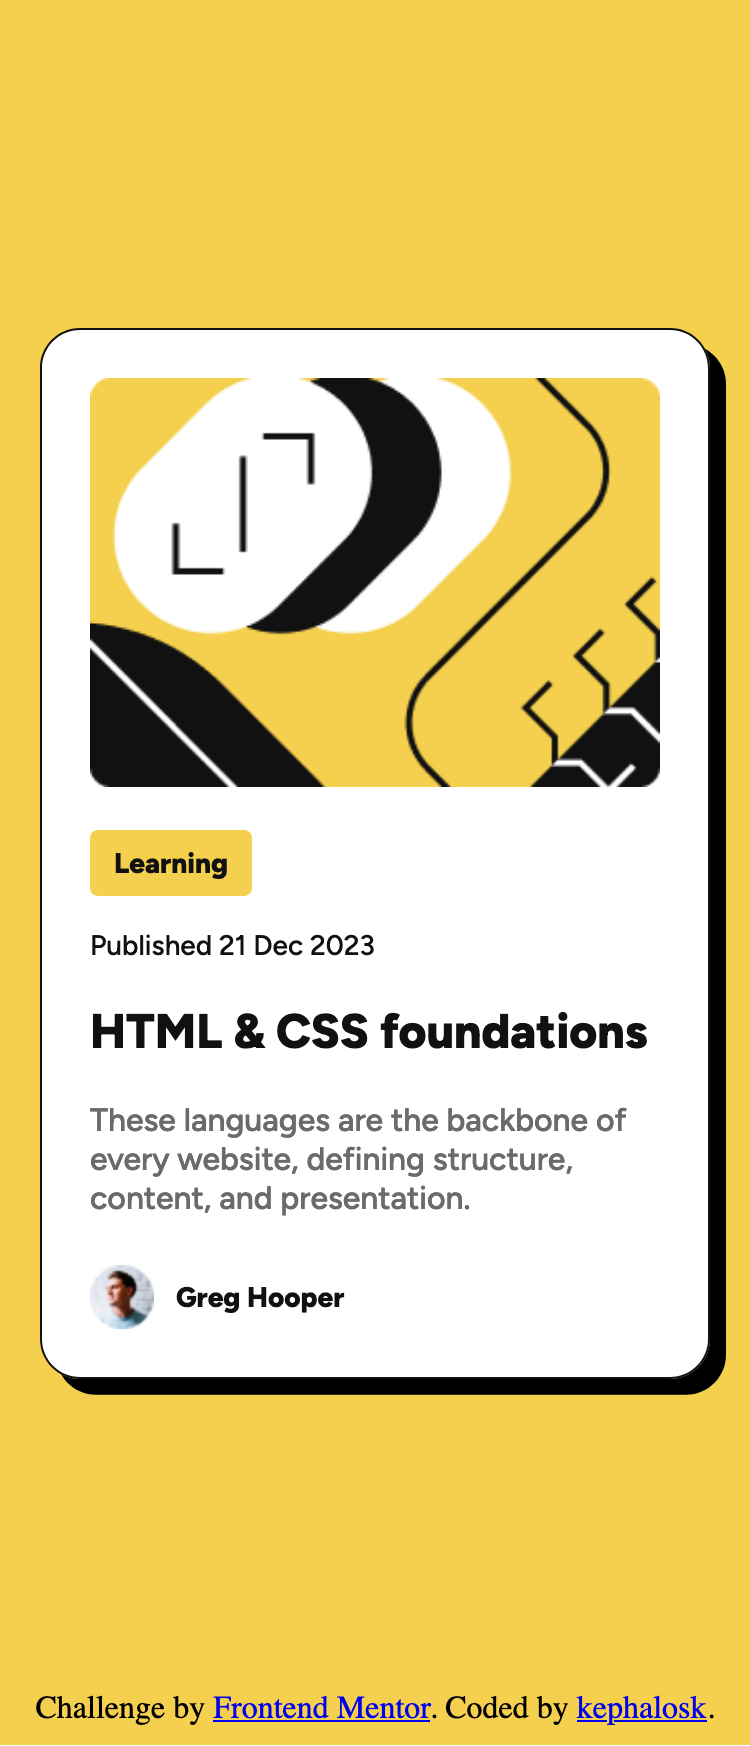 Learning
Published 21 Dec 2023
HTML & CSS foundations
These languages are the backbone of
every website, defining structure,
content, and presentation.
Greg Hooper
Challenge by Frontend Mentor. Coded by kephalosk.